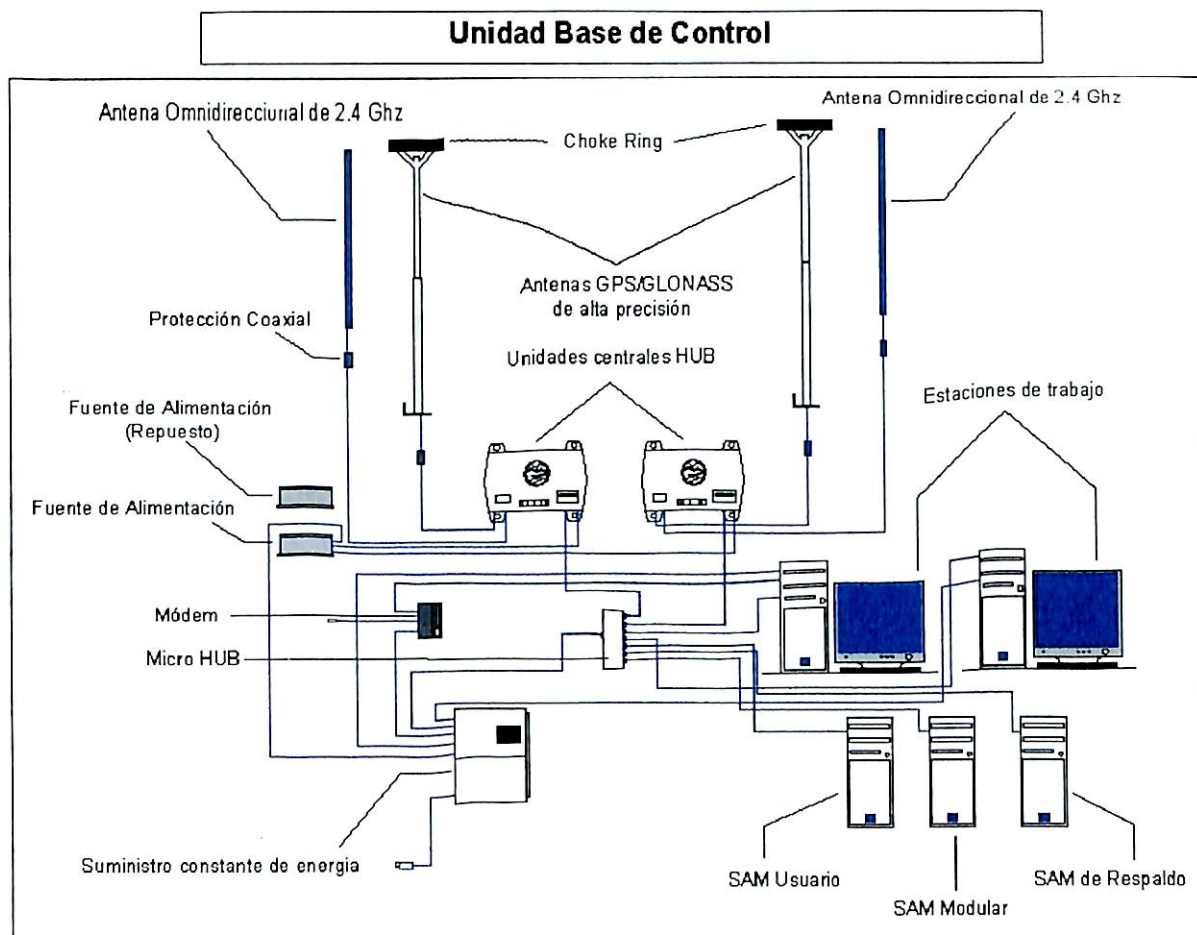 Unidad Base de Control
Antena Omnidirecciurial de 2.4 Ghz
Antena Omnidireccional de 2.4 Ghz
Choke Ring
Antenas GPS/GLONASS
de alta precisión
Protección Coaxial
Unidades centrales HUB
Estaciones de trabajo
Fuente de Alimentación
(Repuesto)
Fuente de Alimentación
Módem
Micro HUB
Suministro constante de energia
SAM Usuario
SAM Modular
SAM de Respaldo